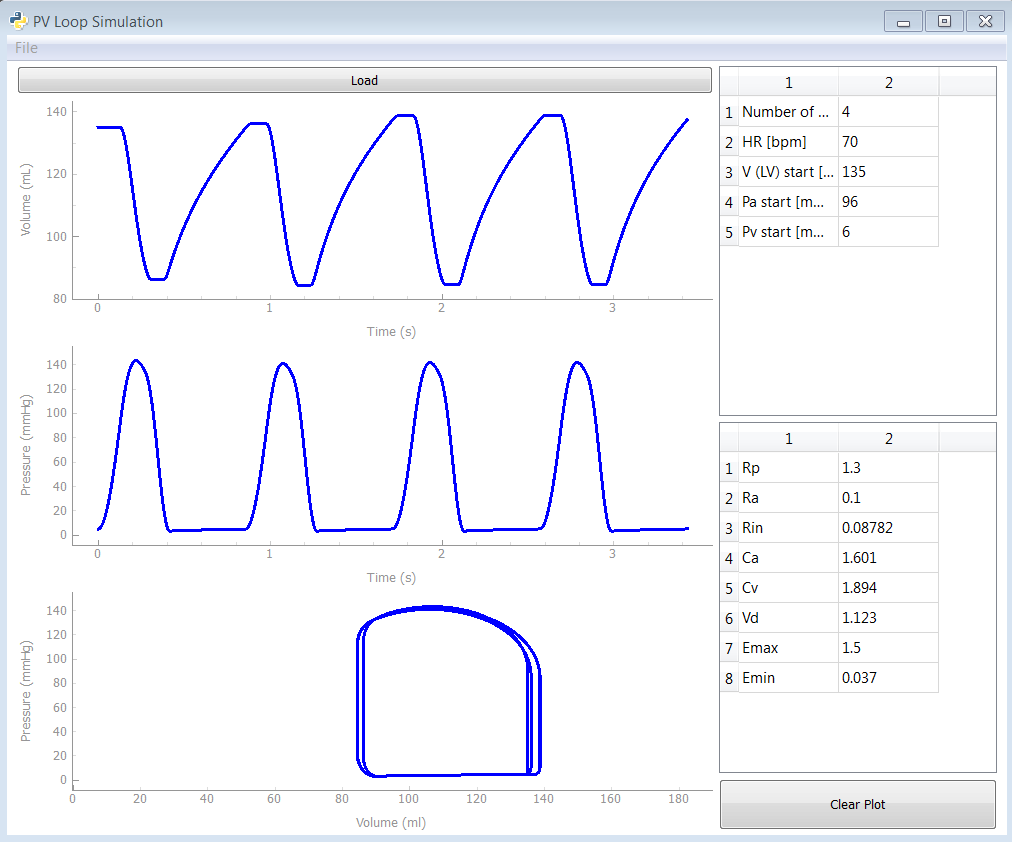 PV Loop Simulation
File
Load
140
120
100
80
Volume (mL)
0 1 2 3
Time (s)
140
120
100
80
60
40
20
0
Pressure (mmHg)
0 1 2 3
Time (s)
140
120
100
80
60
40
20
0
Pressure (mmHg)
0 20 40 60 80 100 120 140 160 180
Volume (ml)
1 2
1 Number of ... 4
2 HR [bpm] 70
3 V (LV) start [... 135
4 Pa start [m... 96
5 Pv start [m... 6
1 2
1 Rp 1.3
2 Ra 0.1
3 Rin 0.08782
4 Ca 1.601
5 Cv 1.894
6 Vd 1.123
7 Emax 1.5
8 Emin 0.037
Clear Plot